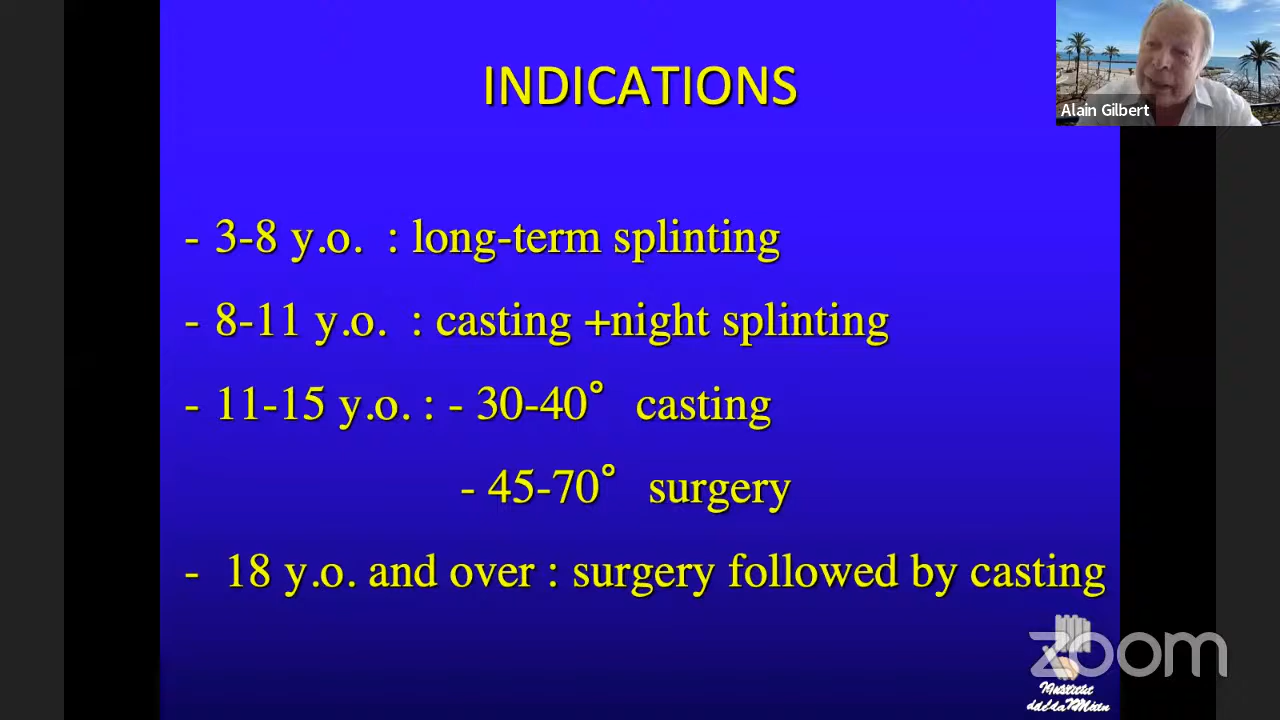 INDICATIONS
Alain Gilbert
- 3-8 y.o. : long-term splinting
- 8-11 y.o. : casting +night splinting
- 11-15 y.o. : - 30-40° casting
- 45-70° surgery
- 18 y.o. and over : surgery followed by casting
zoom